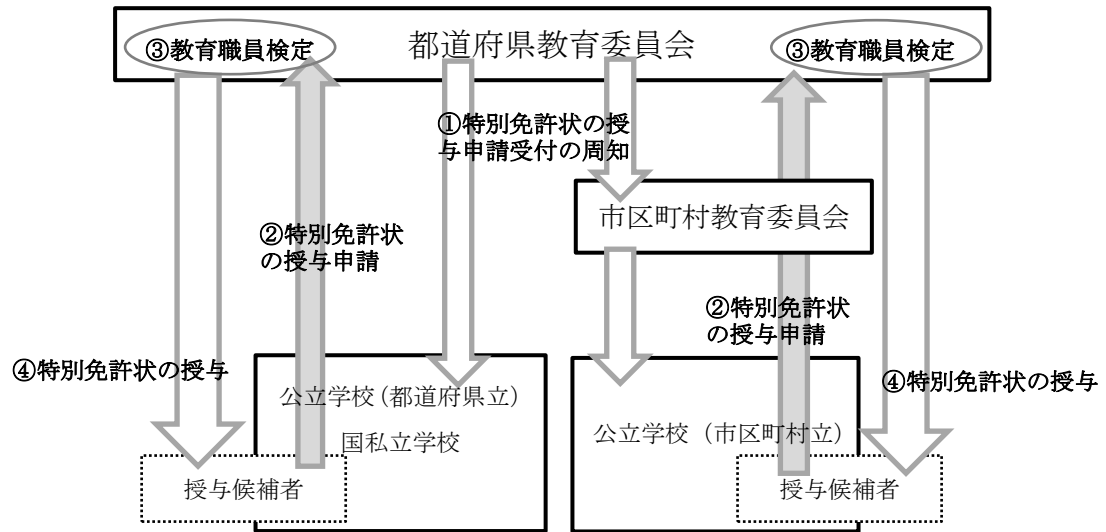 ③教育職員検定
都道府県教育委員会
③教育職員検定
①特別免許状の授
与申請受付の周知
市区町村教育委員会
②特別免許状
の授与申請
②特別免許状
の授与申請
④特別免許状の授与
④特別免許状の授与
公立学校(都道府県立)
国私立学校
公立学校（市区町村立）
授与候補者
授与候補者